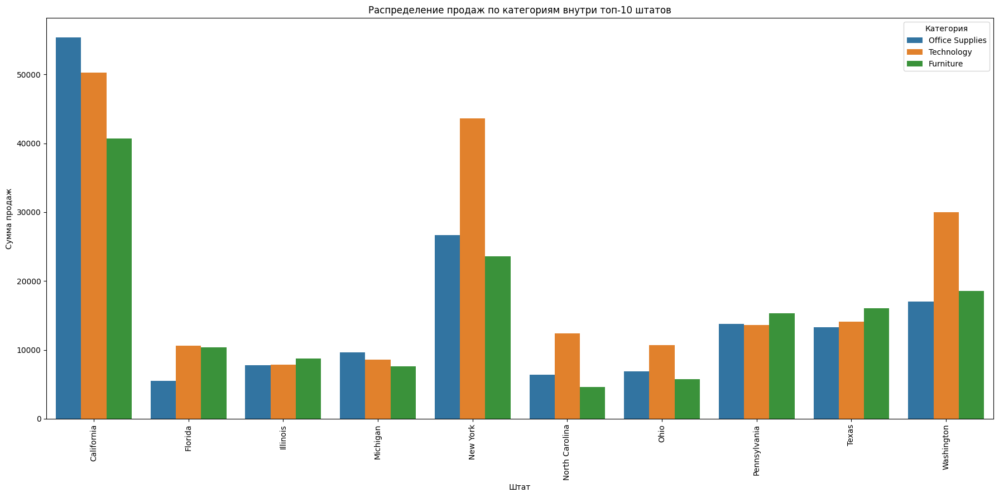 Распределение продаж по категориям внутри топ-10 штатов
Категория
Office Supplies
Technology
Furniture
Сумма продаж
50000
40000
30000
20000
10000
0
California
Florida
Illinois
Michigan
New York
North Carolina
Ohio
Pennsylvania
Texas
Washington
Штат